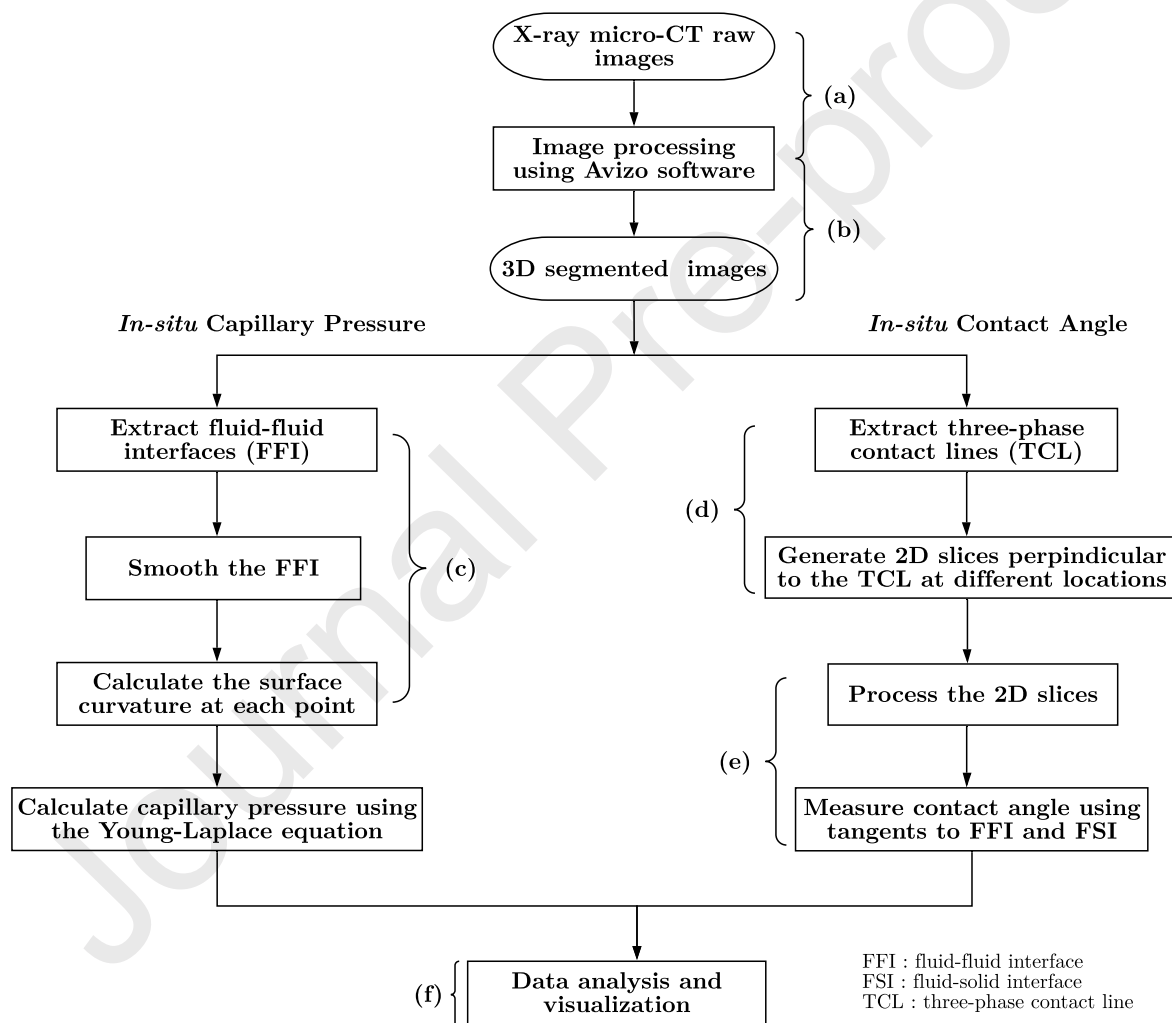 X-ray micro-CT raw
images
(a)
Image processing
using Avizo software
(b)
3D segmented images
In-situ Capillary Pressure
In-situ Contact Angle
Extract fluid-fluid
interfaces (FFI)
Smooth the FFI
(c)
Calculate the surface
curvature at each point
Calculate capillary pressure using
the Young-Laplace equation
Extract three-phase
contact lines (TCL)
(d)
Generate 2D slices perpindicular
to the TCL at different locations
Process the 2D slices
(e)
Measure contact angle using
tangents to FFI and FSI
(f)
Data analysis and
visualization
FFI : fluid-fluid interface
FSI : fluid-solid interface
TCL : three-phase contact line
Journal Pre-proo